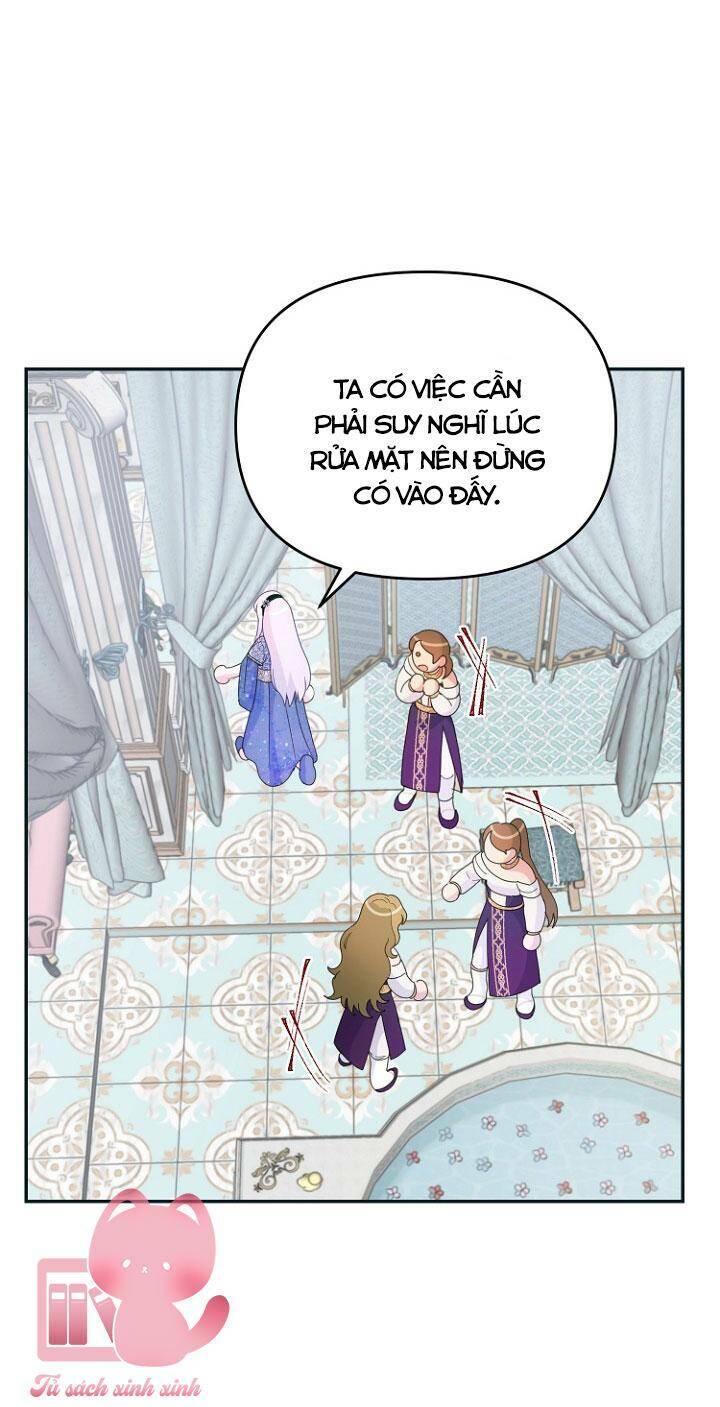 TA CÓ VIỆC CẦN
PHẢI SUY NGHĨ LÚC
RỬA MẶT NÊN ĐỪNG
CÓ VÀO ĐẤY.
Tủ sách xinh xinh